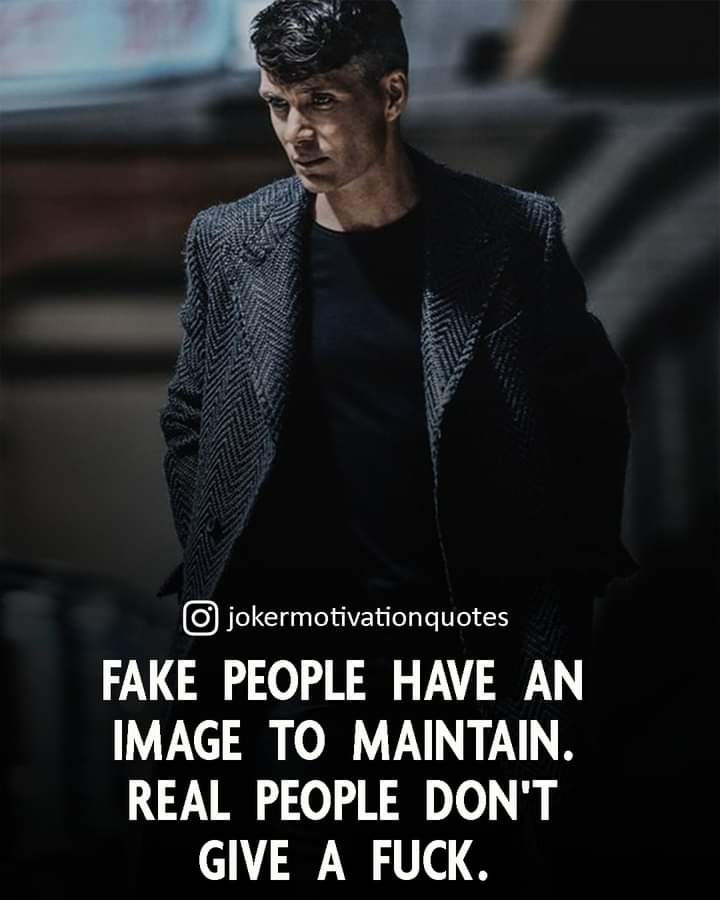 jokermotivationquotes
FAKE PEOPLE HAVE AN
IMAGE TO MAINTAIN.
REAL PEOPLE DON'T
GIVE A FUCK.